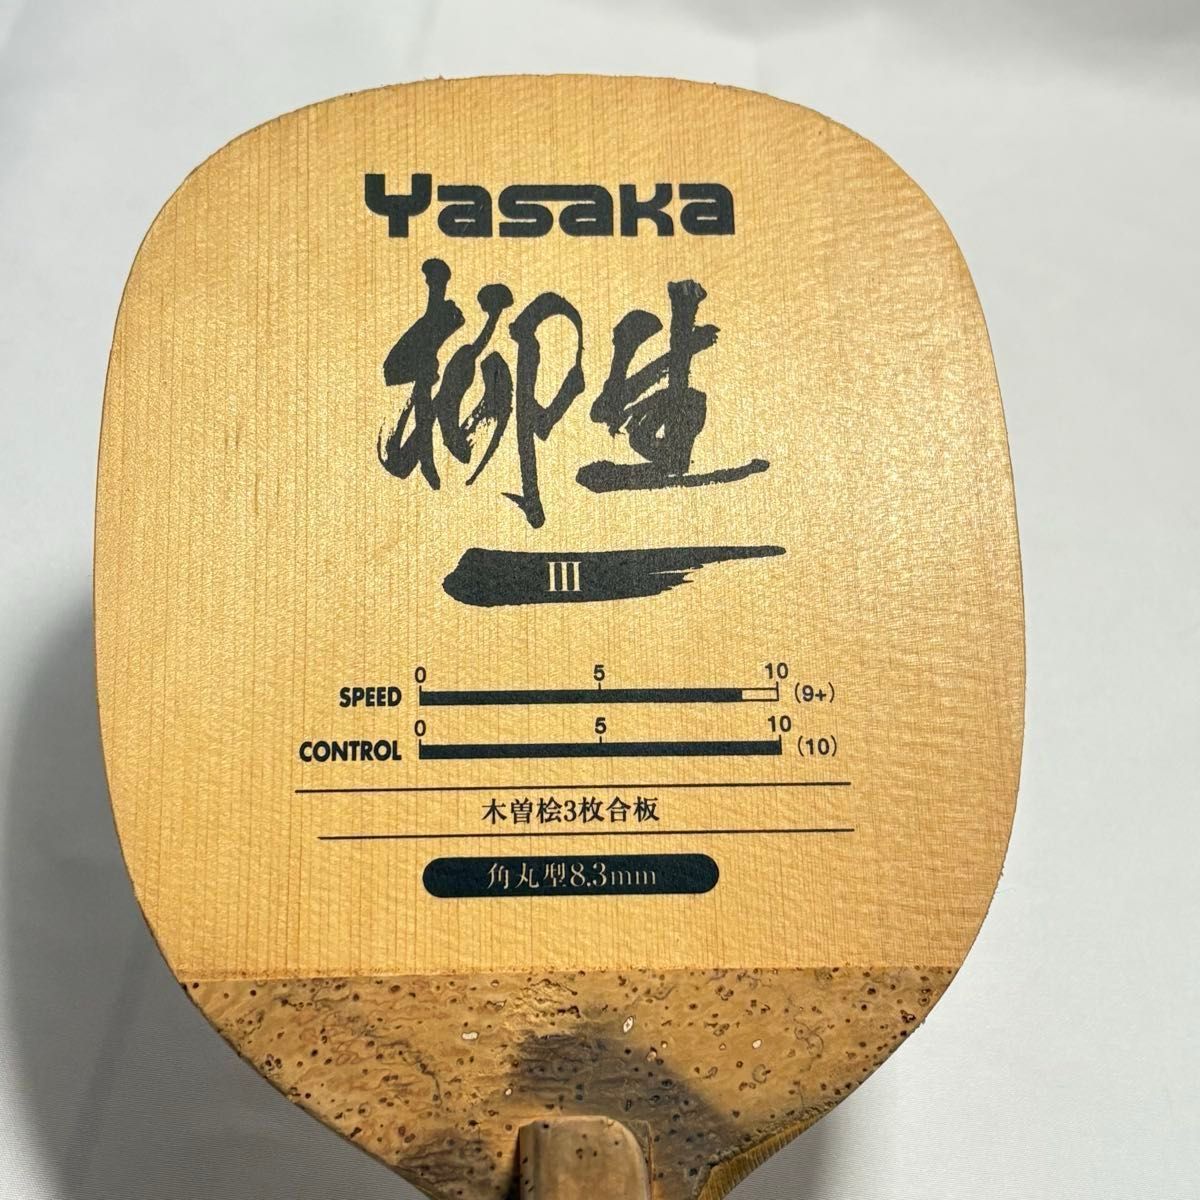 Yasaka
柳生
III
0 5 10
SPEED (9+)
0 5 10
CONTROL (10)
木曽桧3枚合板
角丸型8.3mm